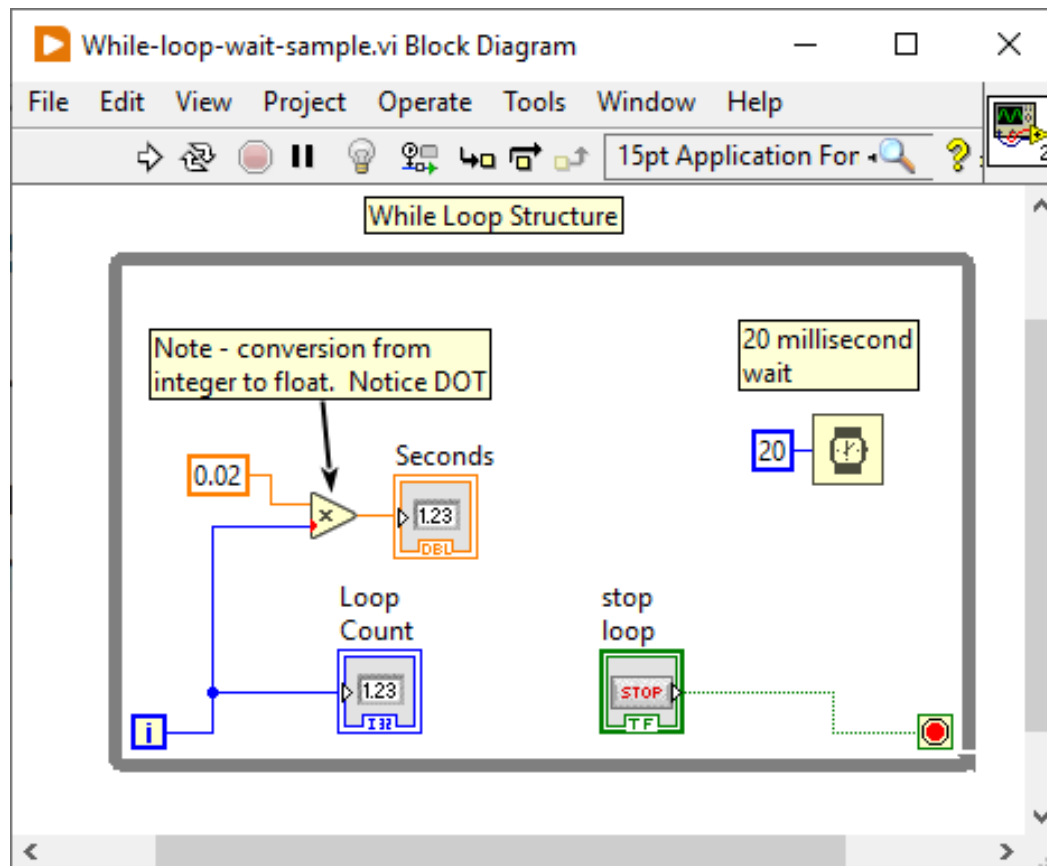 While-loop-wait-sample.vi Block Diagram
File Edit View Project Operate Tools Window Help
15pt Application For
2
While Loop Structure
Note - conversion from
integer to float. Notice DOT
20 millisecond
wait
20
Seconds
0.02
×
1.23
DBL
Loop
Count
1.23
I32
stop
loop
STOP
TF
i